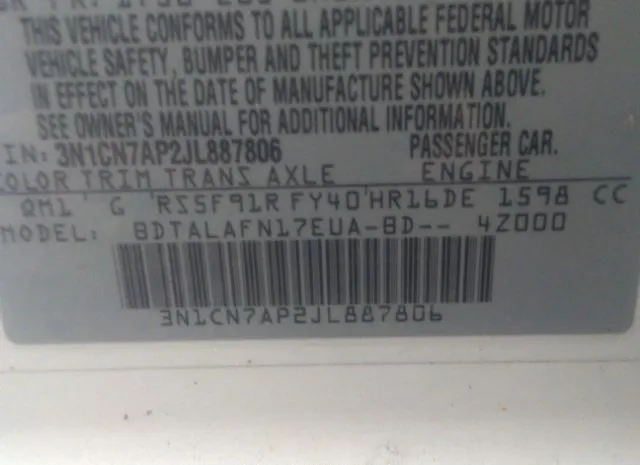 THIS VEHICLE CONFORMS TO ALL APPLICABLE FEDERAL MOTOR
VEHICLE SAFETY, BUMPER AND THEFT PREVENTION STANDARDS
IN EFFECT ON THE DATE OF MANUFACTURE SHOWN ABOVE.
SEE OWNER'S MANUAL FOR ADDITIONAL INFORMATION.
IN: 3N1CN7AP2JL887806 PASSENGER CAR.
COLOR TRIM TRANS AXLE ENGINE
QM1 G RS5F91R FY40 HR16DE 1598 CC
MODEL: BDTALAFN17EUA-BD-- 4Z000
3N1CN7AP2JL887806